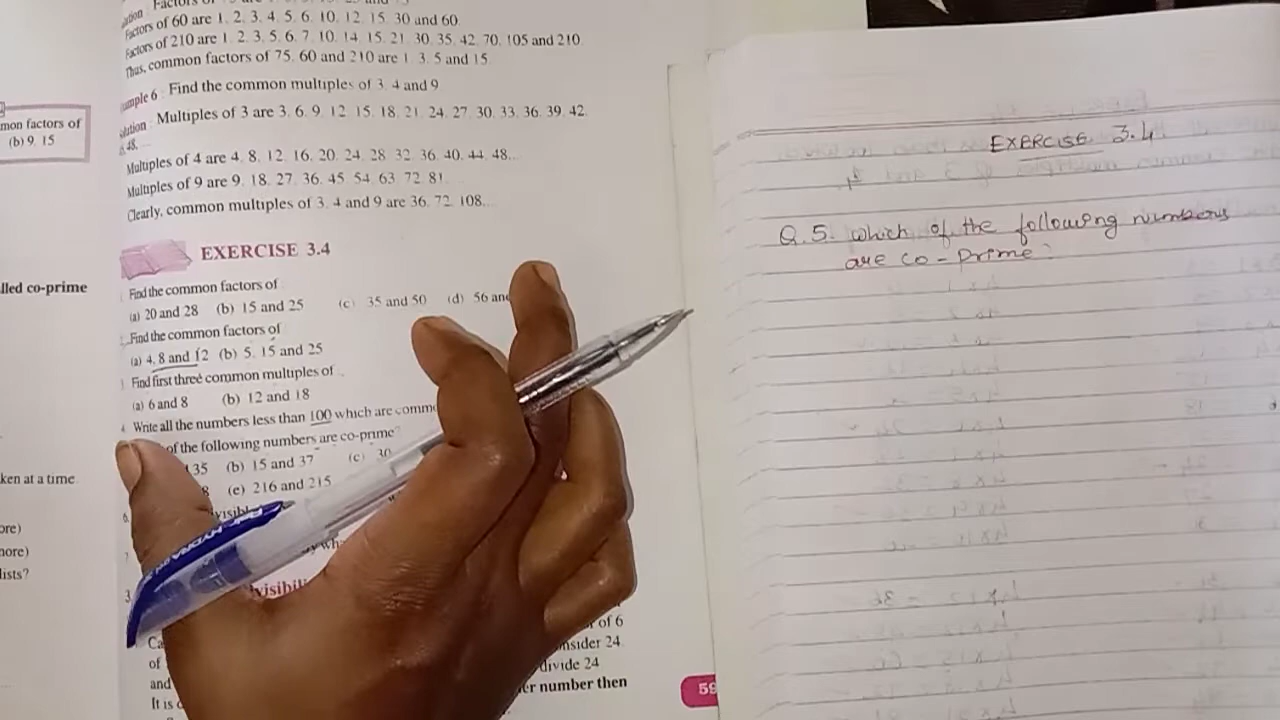 Factors of 60 are 1, 2, 3, 4, 5, 6, 10, 12, 15, 30 and 60
Factors of 210 are 1, 2, 3, 5, 6, 7, 10, 14, 15, 21, 30, 35, 42, 70, 105 and 210
Thus, common factors of 75, 60 and 210 are 1, 3, 5 and 15
6 : Find the common multiples of 3, 4 and 9
Multiples of 3 are 3, 6, 9, 12, 15, 18, 21, 24, 27, 30, 33, 36, 39, 42,
48, ...
Multiples of 4 are 4, 8, 12, 16, 20, 24, 28, 32, 36, 40, 44, 48...
Multiples of 9 are 9, 18, 27, 36, 45, 54, 63, 72, 81
Clearly, common multiples of 3, 4 and 9 are 36, 72, 108...
EXERCISE 3.4
Find the common factors of
(a) 20 and 28 (b) 15 and 25 (c) 35 and 50 (d) 56
Find the common factors of
(a) 4, 8 and 12 (b) 5, 15 and 25
Find first three common multiples of
(a) 6 and 8 (b) 12 and 18
4. Write all the numbers less than 100 which are
of the following numbers are co-prime
35 (b) 15 and 37 (c) 30
8 (e) 216 and 215
6.
7
3
of 6
of
divide 24
and
number then
It is
59
factors of
(b) 9, 15
co-prime
ken at a time
ore)
more)
lists?
EXERCISE 3.4
Q.5. which of the following numbers
are co-prime?